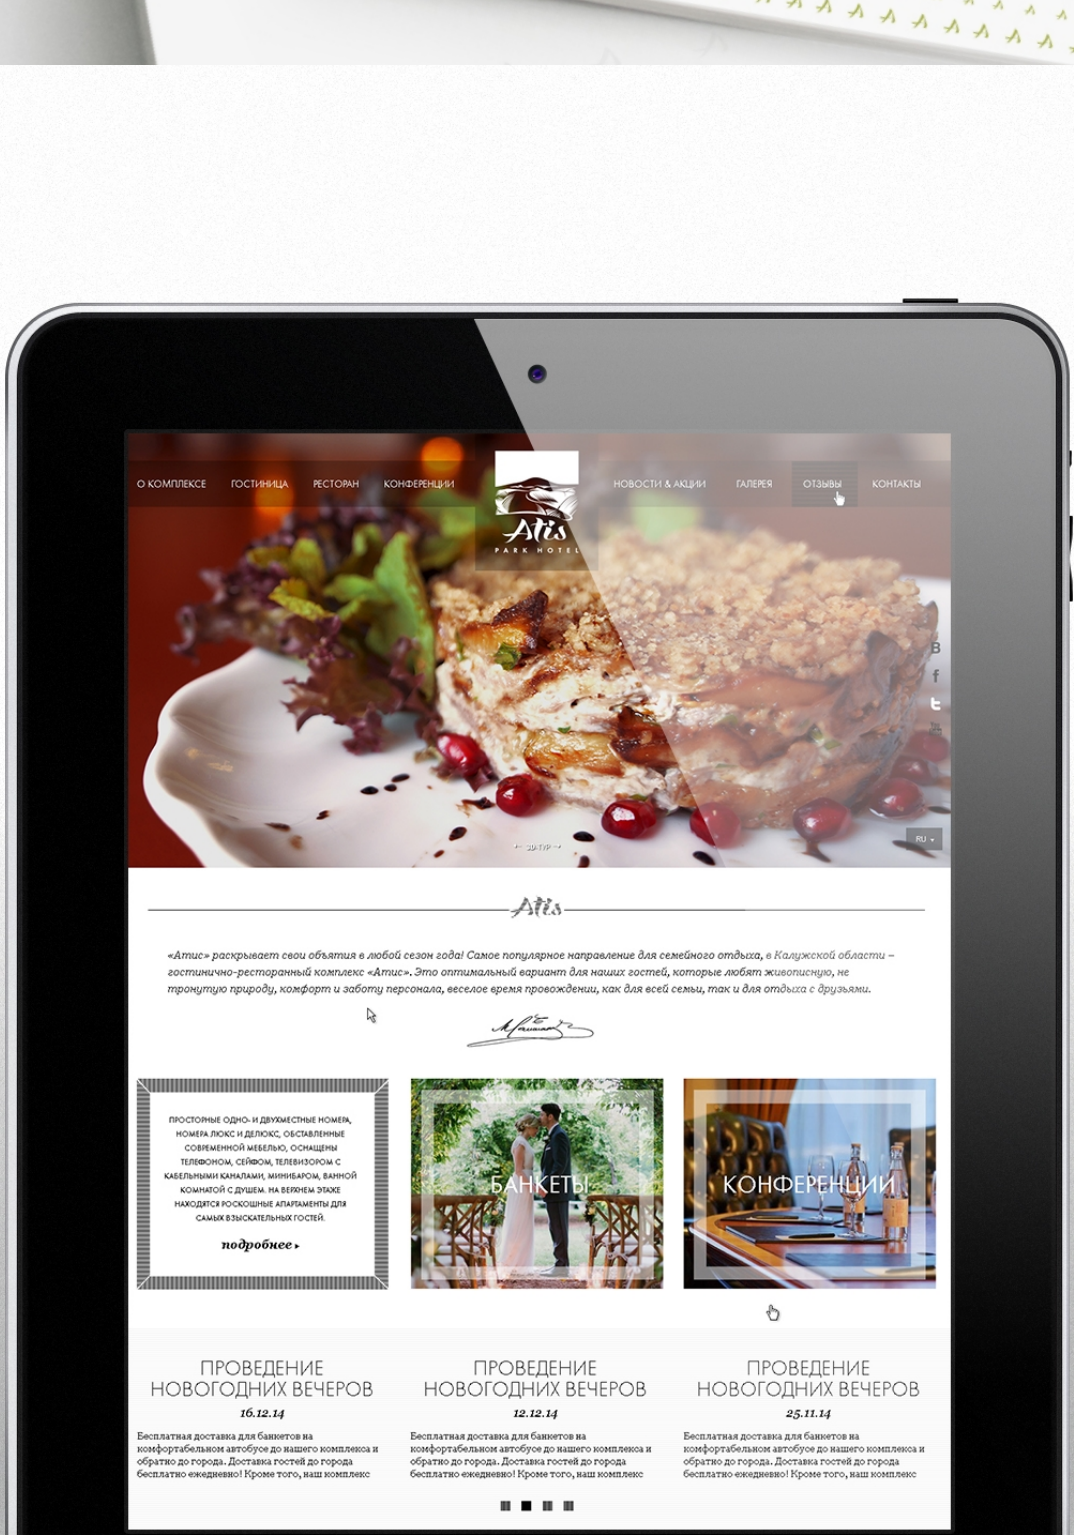 О КОМПЛЕКСЕ
ГОСТИНИЦА
РЕСТОРАН
КОНФЕРЕНЦИИ
Atis
PARK HOTEL
НОВОСТИ & АКЦИИ
ГАЛЕРЕЯ
ОТЗЫВЫ
КОНТАКТЫ
В
f
t
3D-ТУР
RU
Atis
«Атис» раскрывает свои объятия в любой сезон года! Самое популярное направление для семейного отдыха, в Калужской области –
гостинично-ресторанный комплекс «Атис». Это оптимальный вариант для наших гостей, которые любят живописную, не
тронутую природу, комфорт и заботу персонала, веселое время провождении, как для всей семьи, так и для отдыха с друзьями.
ПРОСТОРНЫЕ ОДНО- И ДВУХМЕСТНЫЕ НОМЕРА,
НОМЕРА ЛЮКС И ДЕЛЮКС, ОБСТАВЛЕННЫЕ
СОВРЕМЕННОЙ МЕБЕЛЬЮ, ОСНАЩЕНЫ
ТЕЛЕФОНОМ, СЕЙФОМ, ТЕЛЕВИЗОРОМ С
КАБЕЛЬНЫМИ КАНАЛАМИ, МИНИБАРОМ, ВАННОЙ
КОМНАТОЙ С ДУШЕМ. НА ВЕРХНЕМ ЭТАЖЕ
НАХОДЯТСЯ РОСКОШНЫЕ АПАРТАМЕНТЫ ДЛЯ
САМЫХ ВЗЫСКАТЕЛЬНЫХ ГОСТЕЙ.
подробнее
БАНКЕТЫ
КОНФЕРЕНЦИИ
ПРОВЕДЕНИЕ
НОВОГОДНИХ ВЕЧЕРОВ
16.12.14
Бесплатная доставка для банкетов на
комфортабельном автобусе до нашего комплекса и
обратно до города. Доставка гостей до города
бесплатно ежедневно! Кроме того, наш комплекс
ПРОВЕДЕНИЕ
НОВОГОДНИХ ВЕЧЕРОВ
12.12.14
Бесплатная доставка для банкетов на
комфортабельном автобусе до нашего комплекса и
обратно до города. Доставка гостей до города
бесплатно ежедневно! Кроме того, наш комплекс
ПРОВЕДЕНИЕ
НОВОГОДНИХ ВЕЧЕРОВ
25.11.14
Бесплатная доставка для банкетов на
комфортабельном автобусе до нашего комплекса и
обратно до города. Доставка гостей до города
бесплатно ежедневно! Кроме того, наш комплекс